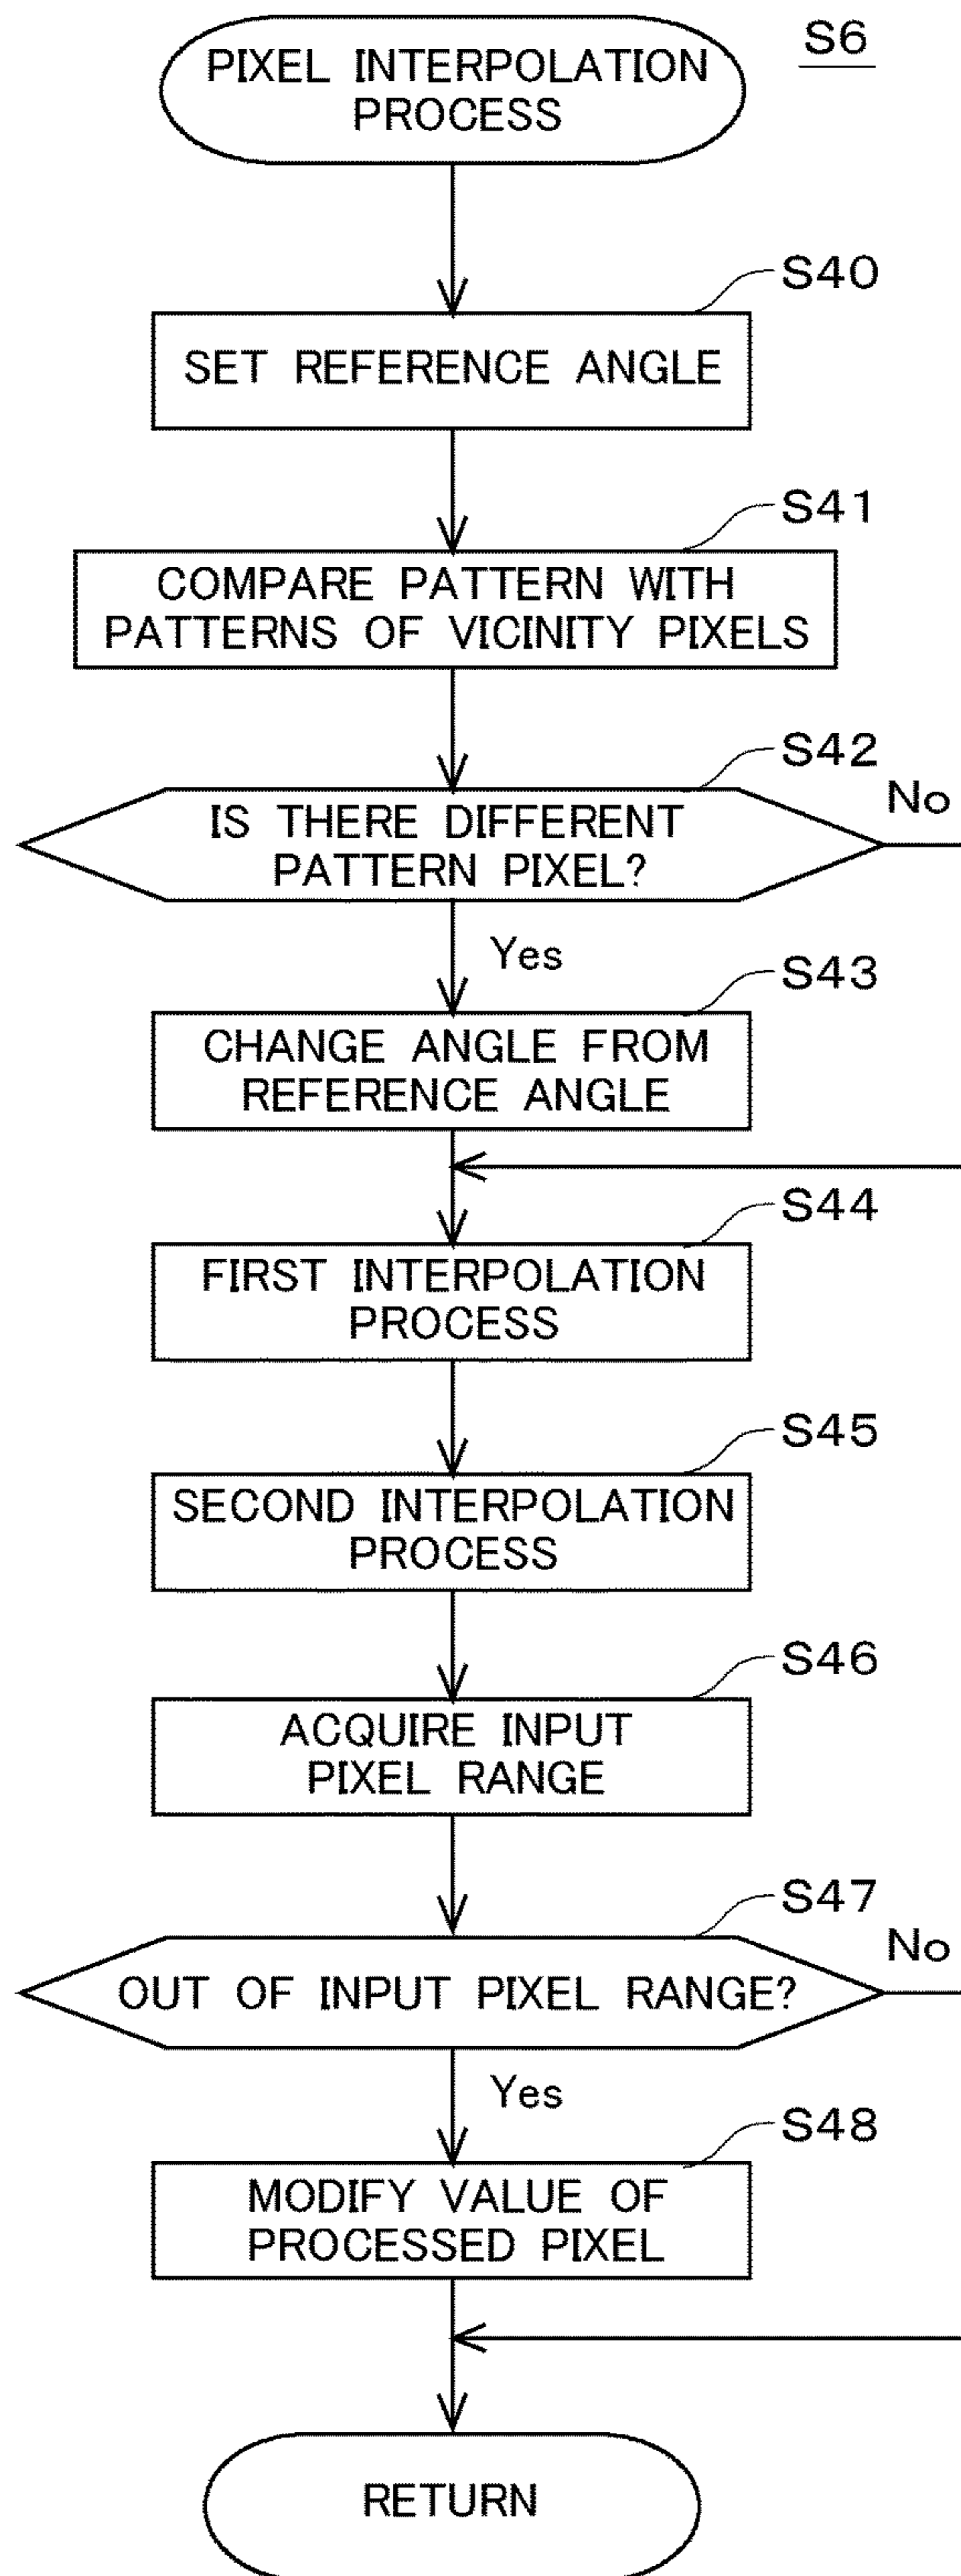 S6
PIXEL INTERPOLATION
PROCESS
S40
SET REFERENCE ANGLE
S41
COMPARE PATTERN WITH
PATTERNS OF VICINITY PIXELS
S42
No
IS THERE DIFFERENT
PATTERN PIXEL?
Yes
S43
CHANGE ANGLE FROM
REFERENCE ANGLE
S44
FIRST INTERPOLATION
PROCESS
S45
SECOND INTERPOLATION
PROCESS
S46
ACQUIRE INPUT
PIXEL RANGE
S47
No
OUT OF INPUT PIXEL RANGE?
Yes
S48
MODIFY VALUE OF
PROCESSED PIXEL
RETURN